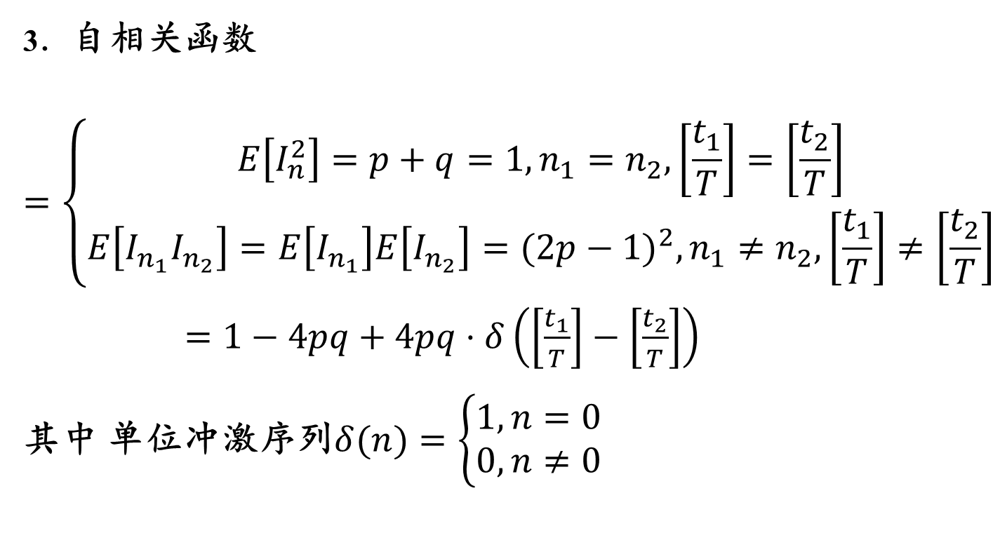 3. 自相关函数
= { E[I_n^2] = p + q = 1, n_1 = n_2, [t_1/T] = [t_2/T]
E[I_{n_1} I_{n_2}] = E[I_{n_1}]E[I_{n_2}] = (2p − 1)^2, n_1 ≠ n_2, [t_1/T] ≠ [t_2/T]
= 1 − 4pq + 4pq · δ([t_1/T] − [t_2/T])
其中 单位冲激序列δ(n) = { 1, n = 0
0, n ≠ 0